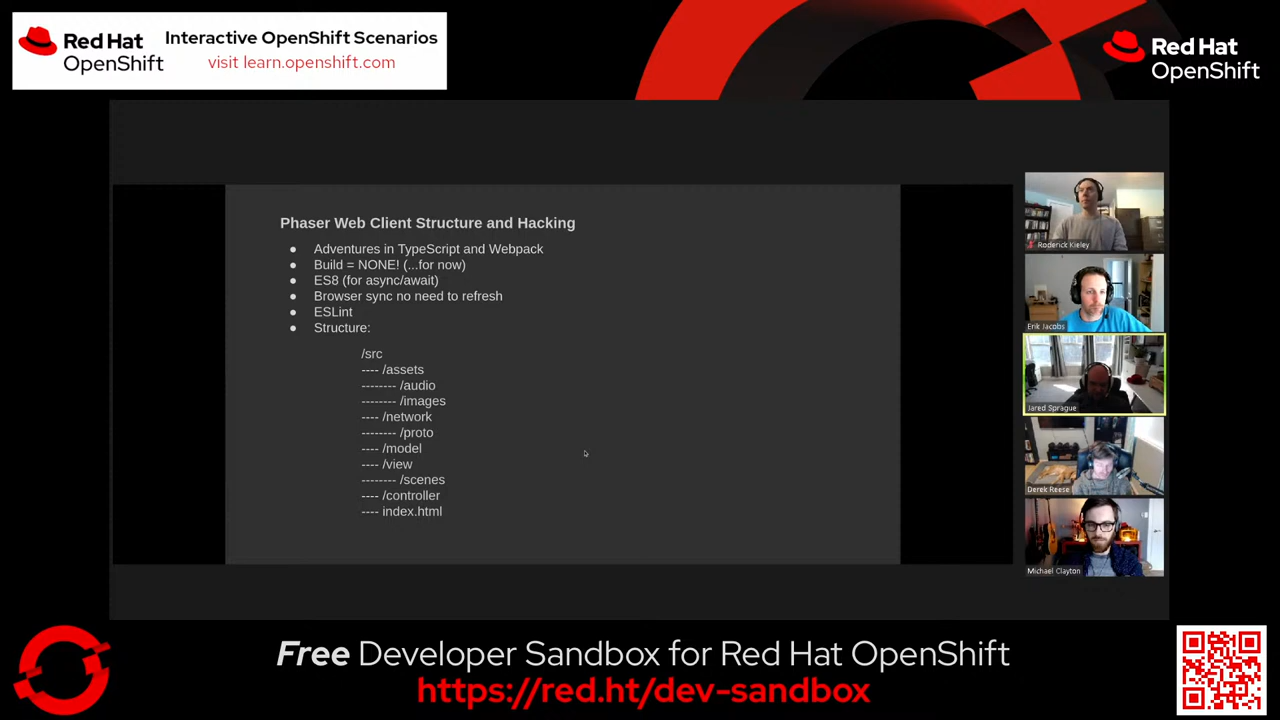 Red Hat
OpenShift
Interactive OpenShift Scenarios
visit learn.openshift.com
Red Hat
OpenShift
Phaser Web Client Structure and Hacking
● Adventures in TypeScript and Webpack
● Build = NONE! (...for now)
● ES8 (for async/await)
● Browser sync no need to refresh
● ESLint
● Structure:
/src
---- /assets
-------- /audio
-------- /images
---- /network
-------- /proto
---- /model
---- /view
-------- /scenes
---- /controller
---- index.html
Roderick Kieley
Erik Jacobs
Jared Sprague
Derek Reese
Michael Clayton
Free Developer Sandbox for Red Hat OpenShift
https://red.ht/dev-sandbox